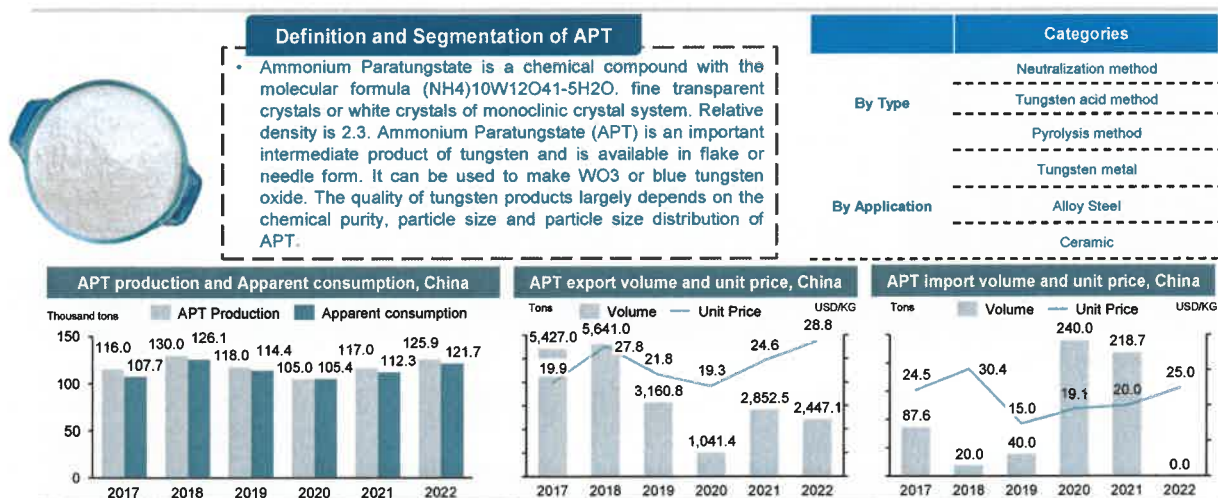 Definition and Segmentation of APT
• Ammonium Paratungstate is a chemical compound with the
molecular formula (NH4)10W12O41-5H2O. fine transparent
crystals or white crystals of monoclinic crystal system. Relative
density is 2.3. Ammonium Paratungstate (APT) is an important
intermediate product of tungsten and is available in flake or
needle form. It can be used to make WO3 or blue tungsten
oxide. The quality of tungsten products largely depends on the
chemical purity, particle size and particle size distribution of
APT.
Categories
By Type
Neutralization method
Tungsten acid method
Pyrolysis method
By Application
Tungsten metal
Alloy Steel
Ceramic
APT production and Apparent consumption, China
Thousand tons
APT Production
Apparent consumption
150
100
50
0
116.0
107.7
130.0
126.1
118.0
114.4
105.0
105.4
117.0
112.3
125.9
121.7
2017 2018 2019 2020 2021 2022
APT export volume and unit price, China
Tons
Volume
Unit Price
USD/KG
5,427.0
5,641.0
3,160.8
1,041.4
2,852.5
2,447.1
19.9
27.8
21.8
19.3
24.6
28.8
2017 2018 2019 2020 2021 2022
APT import volume and unit price, China
Tons
Volume
Unit Price
USD/KG
87.6
20.0
40.0
240.0
218.7
0.0
24.5
30.4
15.0
19.1
20.0
25.0
2017 2018 2019 2020 2021 2022